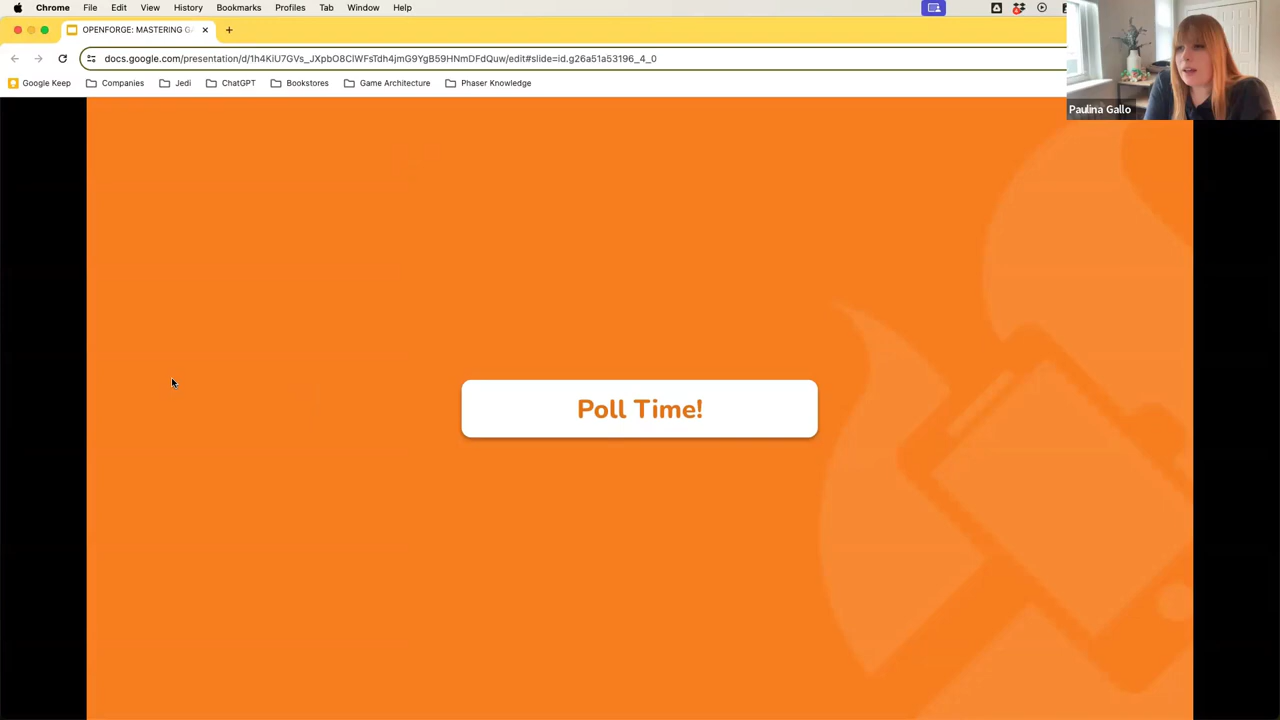 Chrome File Edit View History Bookmarks Profiles Tab Window Help
OPENFORGE: MASTERING
docs.google.com/presentation/d/1h4KiU7GVs_JXpbO8ClWFsTdh4jmG9YgB59HNmDFdQuw/edit#slide=id.g26a51a53196_4_0
Google Keep Companies Jedi ChatGPT Bookstores Game Architecture Phaser Knowledge
Paulina Gallo
Poll Time!